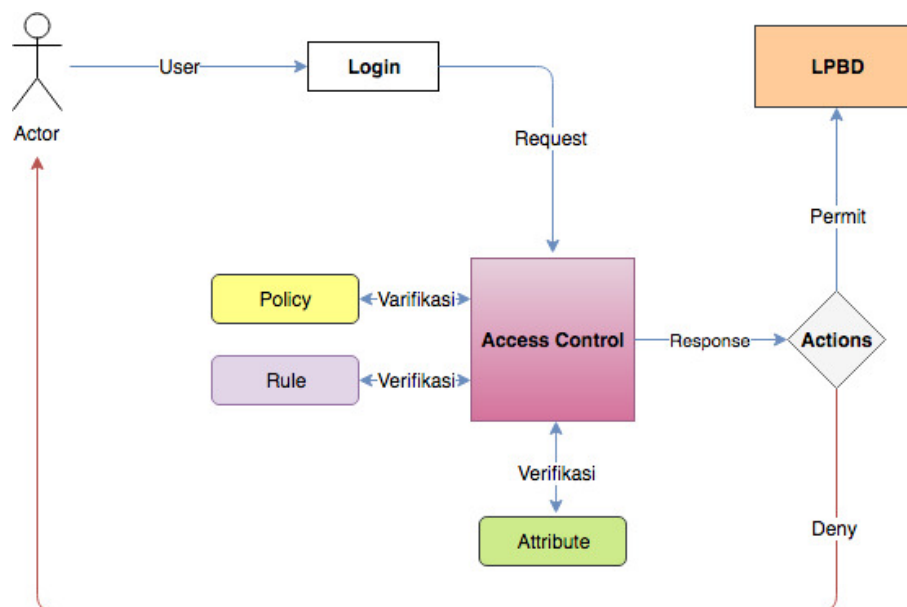 User
Login
LPBD
Actor
Request
Permit
Policy
Varifikasi
Access Control
Response
Actions
Rule
Verifikasi
Verifikasi
Attribute
Deny